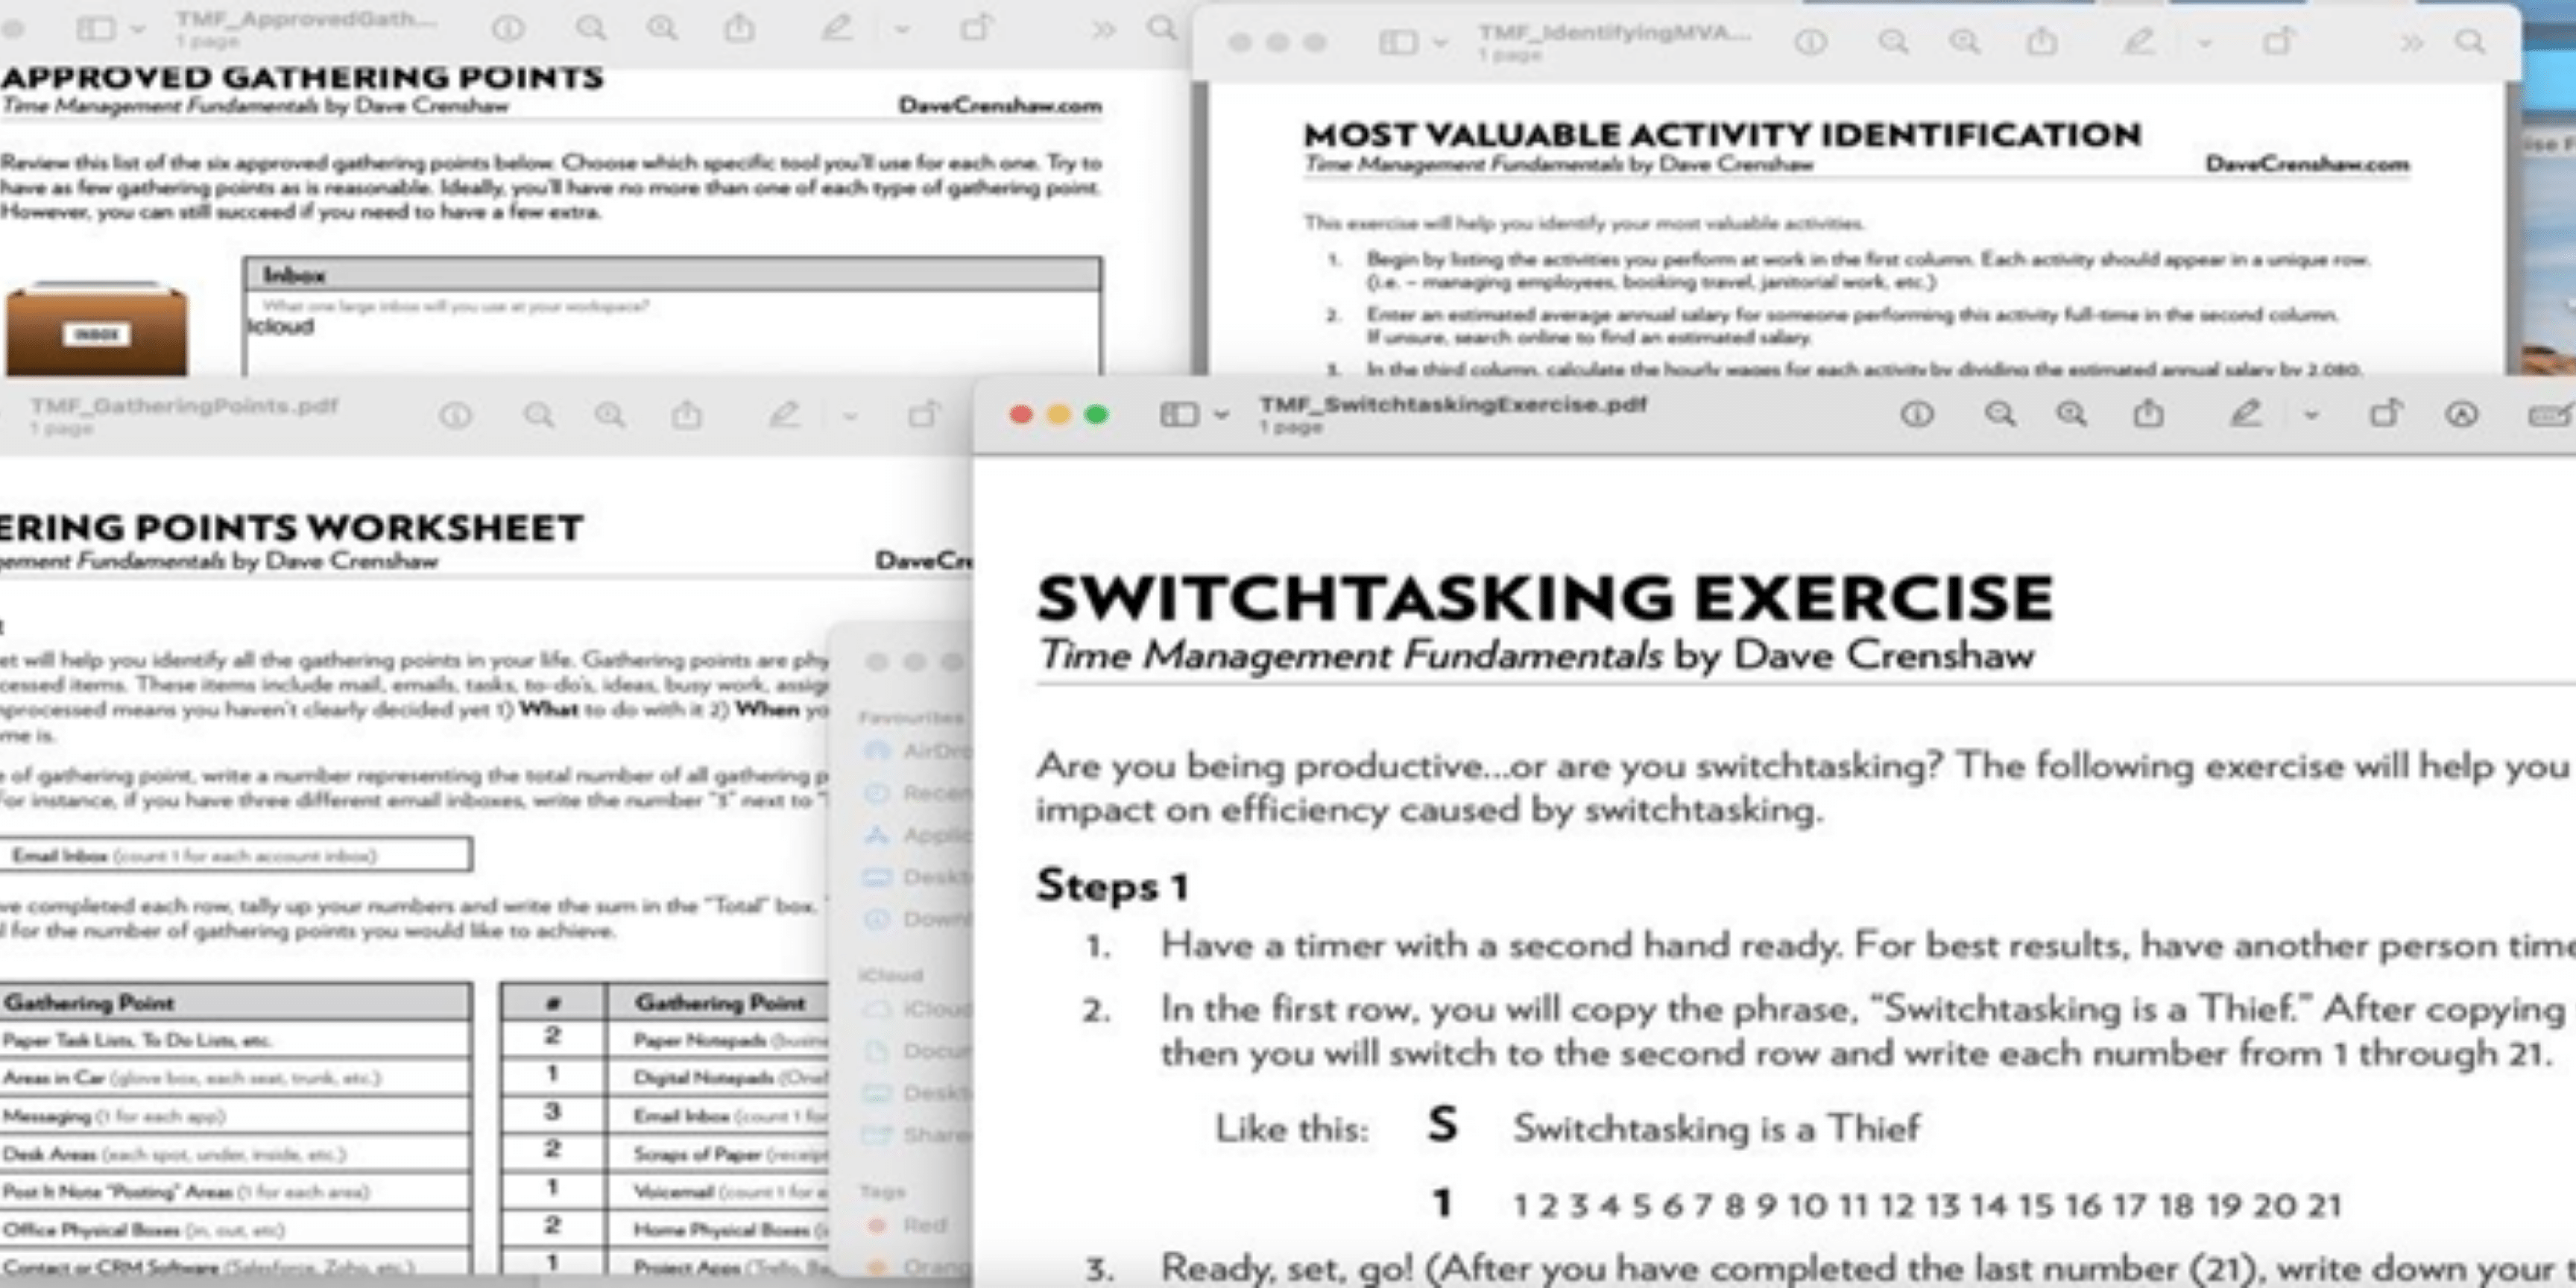 TMF_ApprovedGath...
1 page
APPROVED GATHERING POINTS
Time Management Fundamentals by Dave Crenshaw
DaveCrenshaw.com
Review this list of the six approved gathering points below. Choose which specific tool you'll use for each one. Try to
have as few gathering points as is reasonable. Ideally, you'll have no more than one of each type of gathering point.
However, you can still succeed if you need to have a few extra.
INBOX
Inbox
What one large inbox will you use at your workspace?
Icloud
TMF_IdentifyingMVA...
1 page
MOST VALUABLE ACTIVITY IDENTIFICATION
Time Management Fundamentals by Dave Crenshaw
DaveCrenshaw.com
This exercise will help you identify your most valuable activities.
1. Begin by listing the activities you perform at work in the first column. Each activity should appear in a unique row.
(i.e. – managing employees, booking travel, janitorial work, etc.)
2. Enter an estimated average annual salary for someone performing this activity full-time in the second column.
If unsure, search online to find an estimated salary.
3. In the third column, calculate the hourly wages for each activity by dividing the estimated annual salary by 2,080.
TMF_GatheringPoints.pdf
1 page
ERING POINTS WORKSHEET
gement Fundamentals by Dave Crenshaw
DaveCre
et will help you identify all the gathering points in your life. Gathering points are phy
cessed items. These items include mail, emails, tasks, to-do's, ideas, busy work, assig
nprocessed means you haven't clearly decided yet 1) What to do with it 2) When yo
me is.
e of gathering point, write a number representing the total number of all gathering p
or instance, if you have three different email inboxes, write the number "3" next to "
Email Inbox (count 1 for each account inbox)
ve completed each row, tally up your numbers and write the sum in the "Total" box.
l for the number of gathering points you would like to achieve.
Gathering Point
Paper Task Lists, To Do Lists, etc.
Areas in Car (glove box, each seat, trunk, etc.)
Messaging (1 for each app)
Desk Areas (each spot, under, inside, etc.)
Post It Note "Posting" Areas (1 for each area)
Office Physical Boxes (in, out, etc)
Contact or CRM Software (Salesforce, Zoho, etc.)
# Gathering Point
2 Paper Notepads (busine
1 Digital Notepads (OneN
3 Email Inbox (count 1 for
2 Scraps of Paper (receipt
1 Voicemail (count 1 for e
2 Home Physical Boxes (i
1 Project Apps (Trello, Ba
Favourites
AirDro
Recen
Applic
Deskt
Downl
iCloud
iCloud
Docur
Deskt
Share
Tags
Red
Orang
TMF_SwitchtaskingExercise.pdf
1 page
SWITCHTASKING EXERCISE
Time Management Fundamentals by Dave Crenshaw
Are you being productive...or are you switchtasking? The following exercise will help you
impact on efficiency caused by switchtasking.
Steps 1
1. Have a timer with a second hand ready. For best results, have another person time
2. In the first row, you will copy the phrase, "Switchtasking is a Thief." After copying
then you will switch to the second row and write each number from 1 through 21.
Like this: S Switchtasking is a Thief
1 1 2 3 4 5 6 7 8 9 10 11 12 13 14 15 16 17 18 19 20 21
3. Ready, set, go! (After you have completed the last number (21), write down your